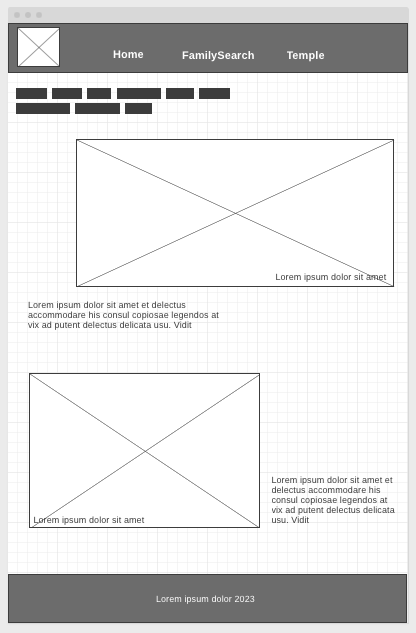 Home
FamilySearch
Temple
Lorem ipsum dolor sit amet
Lorem ipsum dolor sit amet et delectus
accommodare his consul copiosae legendos at
vix ad putent delectus delicata usu. Vidit
Lorem ipsum dolor sit amet
Lorem ipsum dolor sit amet et
delectus accommodare his
consul copiosae legendos at
vix ad putent delectus delicata
usu. Vidit
Lorem ipsum dolor 2023